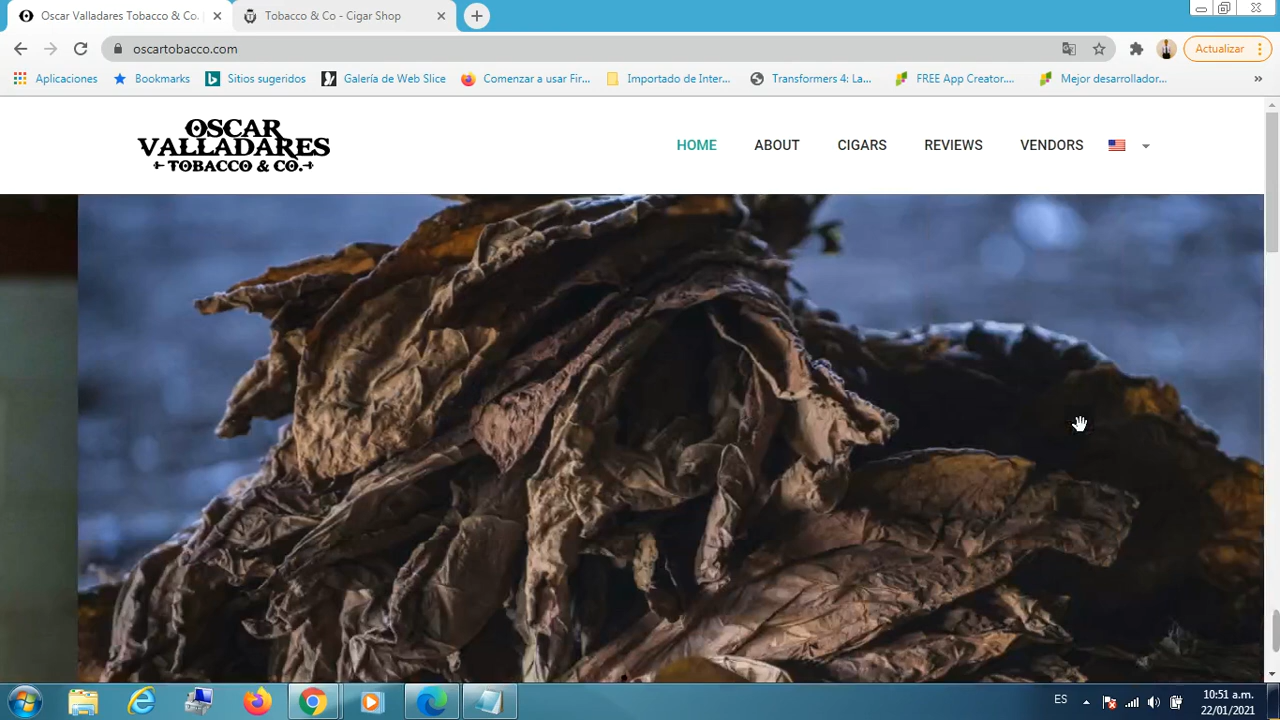 Oscar Valladares Tobacco & Co.
Tobacco & Co - Cigar Shop
oscartobacco.com
Actualizar
Aplicaciones
Bookmarks
Sitios sugeridos
Galería de Web Slice
Comenzar a usar Fir...
Importado de Inter...
Transformers 4: La...
FREE App Creator....
Mejor desarrollador...
»
OSCAR
VALLADARES
TOBACCO & CO.
HOME ABOUT CIGARS REVIEWS VENDORS
ES
10:51 a.m.
22/01/2021